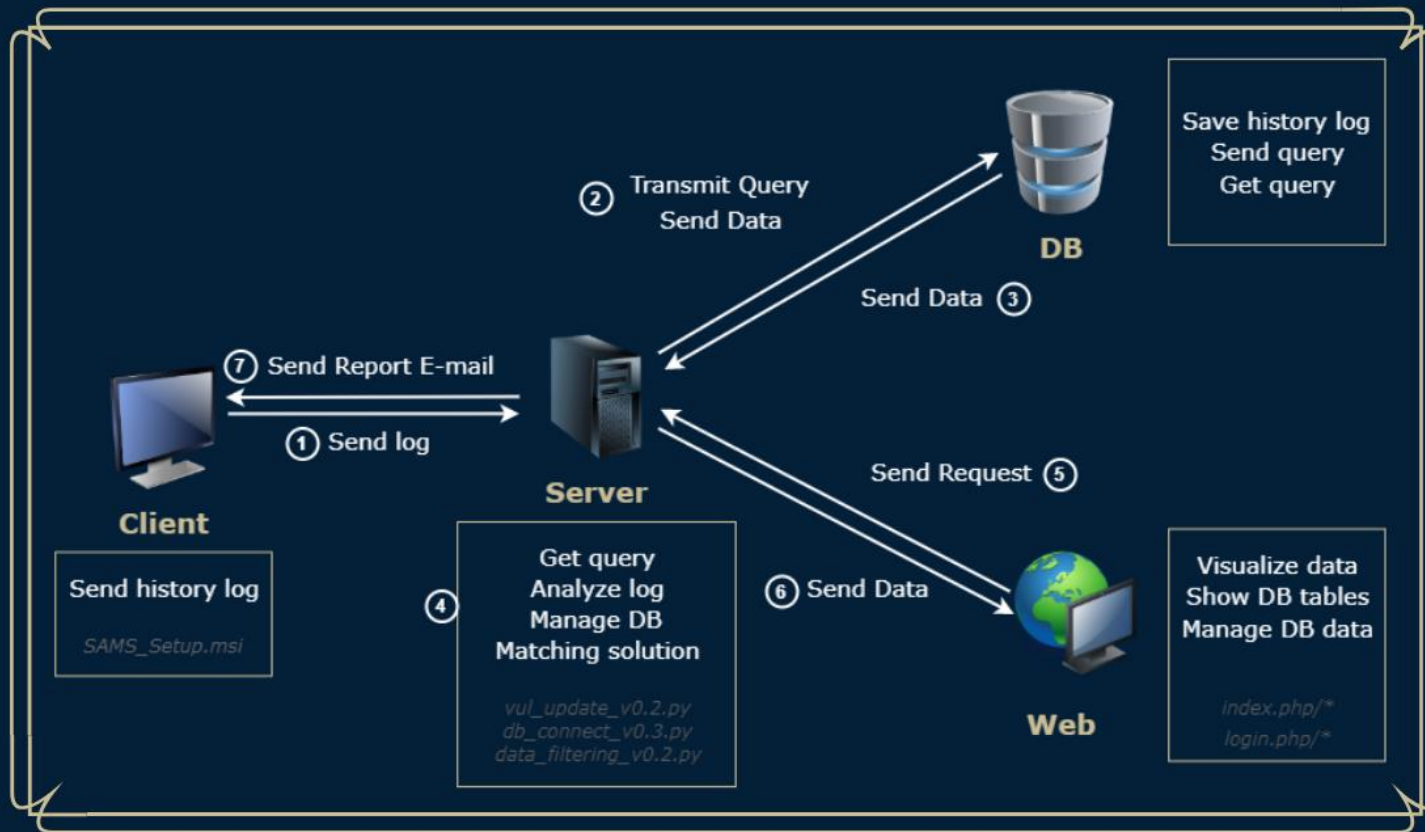 Save history log
Send query
Get query
② Transmit Query
Send Data
DB
Send Data ③
⑦ Send Report E-mail
① Send log
Client
Server
Send Request ⑤
Send history log
SAMS_Setup.msi
④
Get query
Analyze log
Manage DB
Matching solution
vul_update_v0.2.py
db_connect_v0.3.py
data_filtering_v0.2.py
⑥ Send Data
Web
Visualize data
Show DB tables
Manage DB data
index.php/*
login.php/*